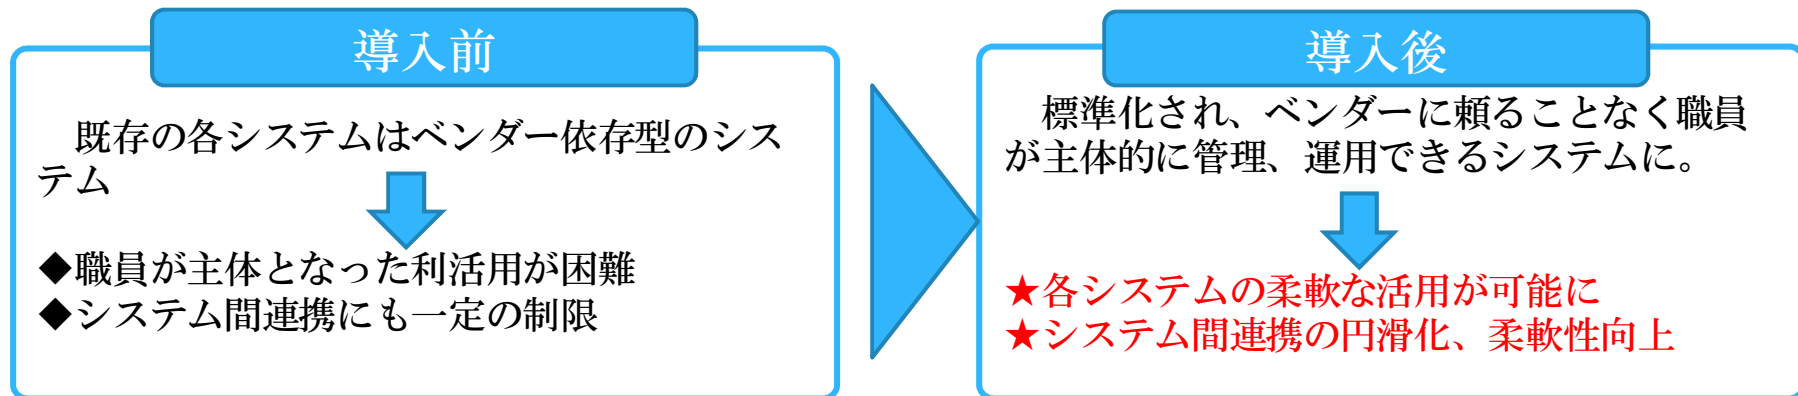 導入前
既存の各システムはベンダー依存型のシス
テム
◆職員が主体となった利活用が困難
◆システム間連携にも一定の制限
導入後
標準化され、ベンダーに頼ることなく職員
が主体的に管理、運用できるシステムに。
★各システムの柔軟な活用が可能に
★システム間連携の円滑化、柔軟性向上